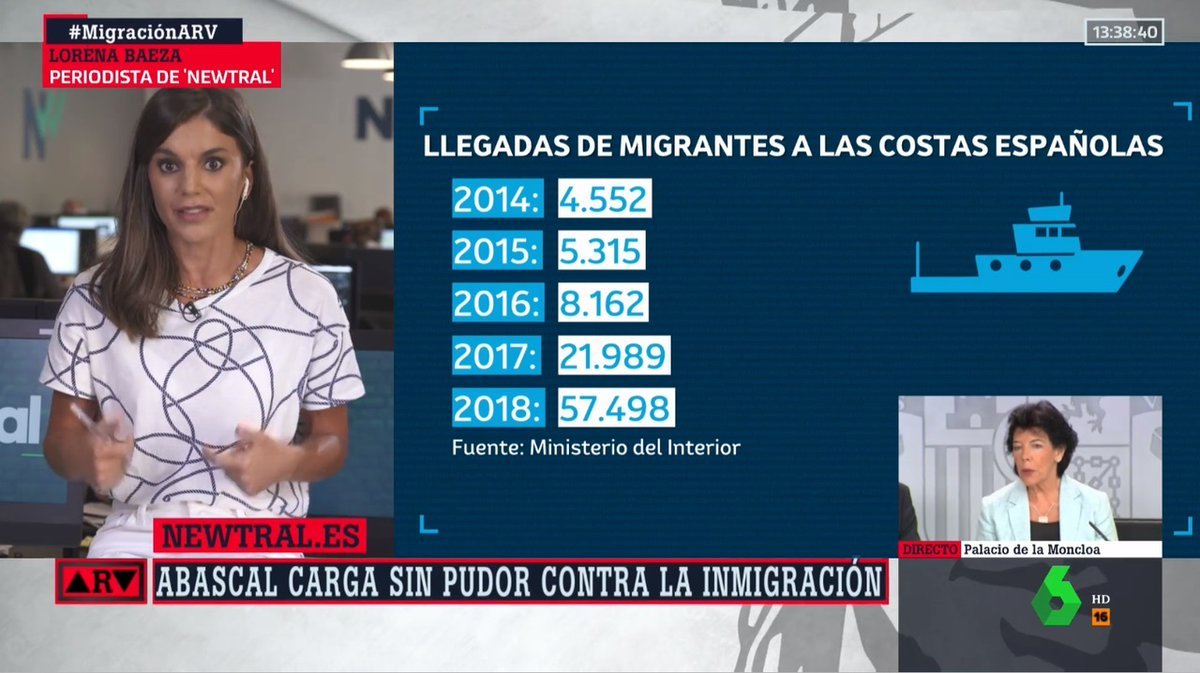 #MigraciónARV
13:38:40
LORENA BAEZA
PERIODISTA DE 'NEWTRAL'
LLEGADAS DE MIGRANTES A LAS COSTAS ESPAÑOLAS
2014: 4.552
2015: 5.315
2016: 8.162
2017: 21.989
2018: 57.498
Fuente: Ministerio del Interior
al
NEWTRAL.ES
DIRECTO Palacio de la Moncloa
ARV ABASCAL CARGA SIN PUDOR CONTRA LA INMIGRACIÓN
6 HD
16